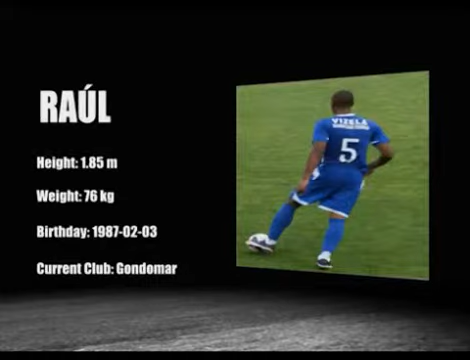 RAÚL
Height: 1.85 m
Weight: 76 kg
Birthday: 1987-02-03
Current Club: Gondomar
VIZELA
5